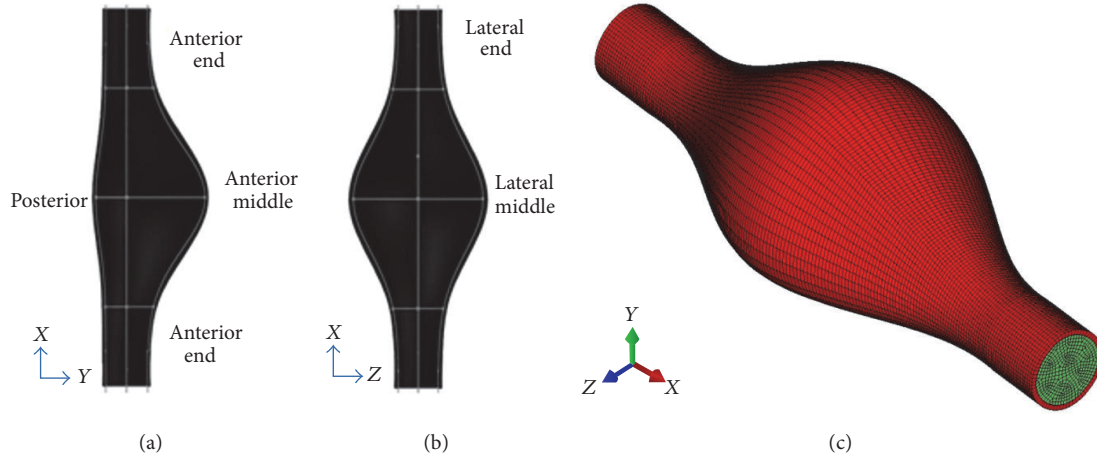 Anterior
end
Posterior
Anterior
middle
Anterior
end
X
Y
(a)
Lateral
end
Lateral
middle
X
Z
(b)
Y
Z
X
(c)